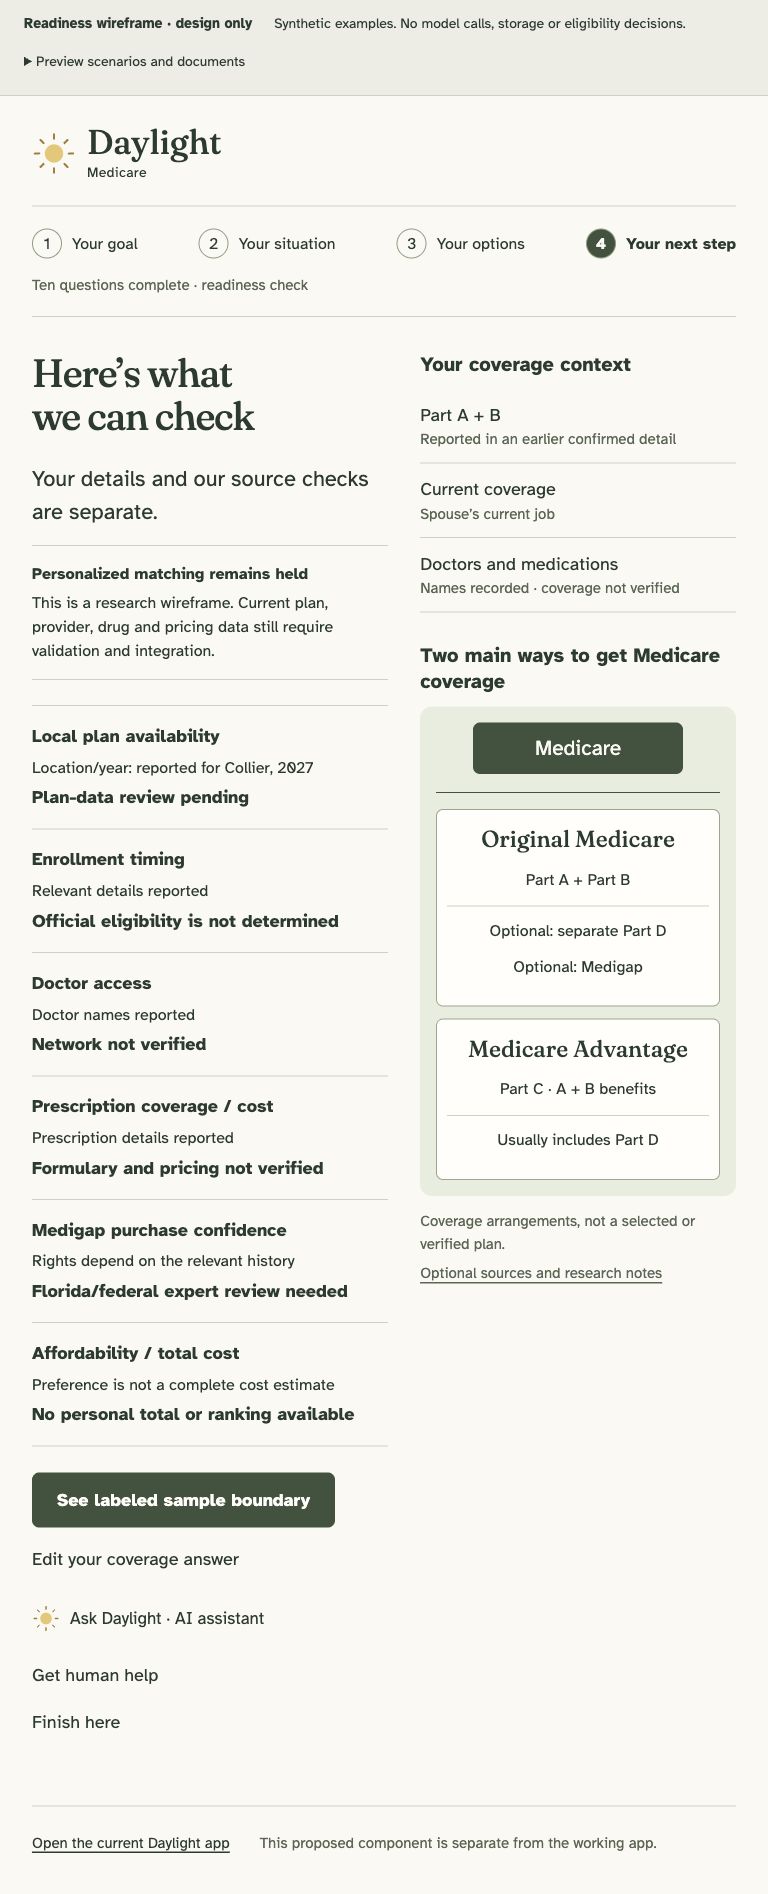 Readiness wireframe · design only
Synthetic examples. No model calls, storage or eligibility decisions.
Preview scenarios and documents
Daylight
Medicare
1 Your goal
2 Your situation
3 Your options
4 Your next step
Ten questions complete · readiness check
Here’s what
we can check
Your details and our source checks
are separate.
Personalized matching remains held
This is a research wireframe. Current plan,
provider, drug and pricing data still require
validation and integration.
Local plan availability
Location/year: reported for Collier, 2027
Plan-data review pending
Enrollment timing
Relevant details reported
Official eligibility is not determined
Doctor access
Doctor names reported
Network not verified
Prescription coverage / cost
Prescription details reported
Formulary and pricing not verified
Medigap purchase confidence
Rights depend on the relevant history
Florida/federal expert review needed
Affordability / total cost
Preference is not a complete cost estimate
No personal total or ranking available
See labeled sample boundary
Edit your coverage answer
Ask Daylight · AI assistant
Get human help
Finish here
Your coverage context
Part A + B
Reported in an earlier confirmed detail
Current coverage
Spouse’s current job
Doctors and medications
Names recorded · coverage not verified
Two main ways to get Medicare
coverage
Medicare
Original Medicare
Part A + Part B
Optional: separate Part D
Optional: Medigap
Medicare Advantage
Part C · A + B benefits
Usually includes Part D
Coverage arrangements, not a selected or
verified plan.
Optional sources and research notes
Open the current Daylight app
This proposed component is separate from the working app.